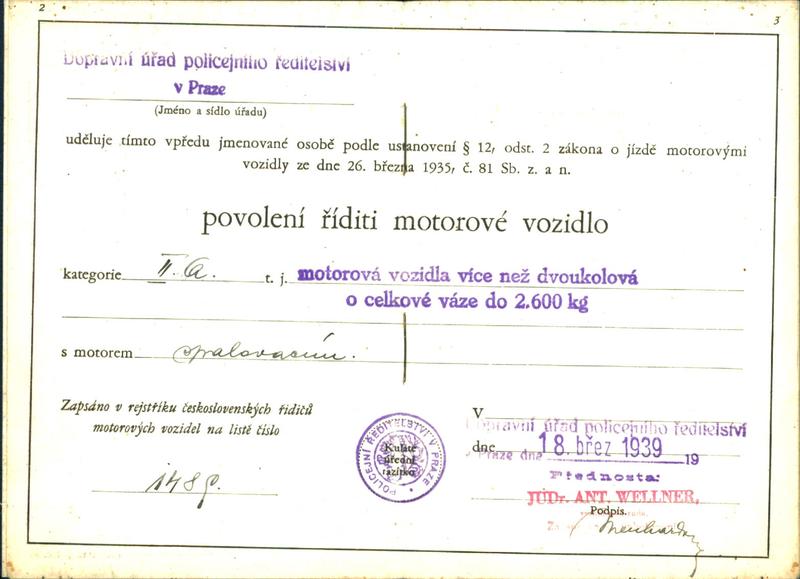 2
3
Dopravní úřad policejního ředitelství
v Praze
(Jméno a sídlo úřadu)
uděluje tímto vpředu jmenované osobě podle ustanovení § 12, odst. 2 zákona o jízdě motorovými
vozidly ze dne 26. března 1935, č. 81 Sb. z. a n.
povolení říditi motorové vozidlo
kategorie II. A. t. j. motorová vozidla více než dvoukolová
o celkové váze do 2.600 kg
s motorem spalovacím.
Zapsáno v rejstříku československých řidičů
motorových vozidel na listě číslo
POLICEJNÍ ŘEDITELSTVÍ V PRAZE
Kulaté
úřední
razítko
V
Dopravní úřad policejního ředitelství
dne 18. břez 1939 19
v Praze dne
Přednosta:
JUDr. ANT. WELLNER,
Podpis.